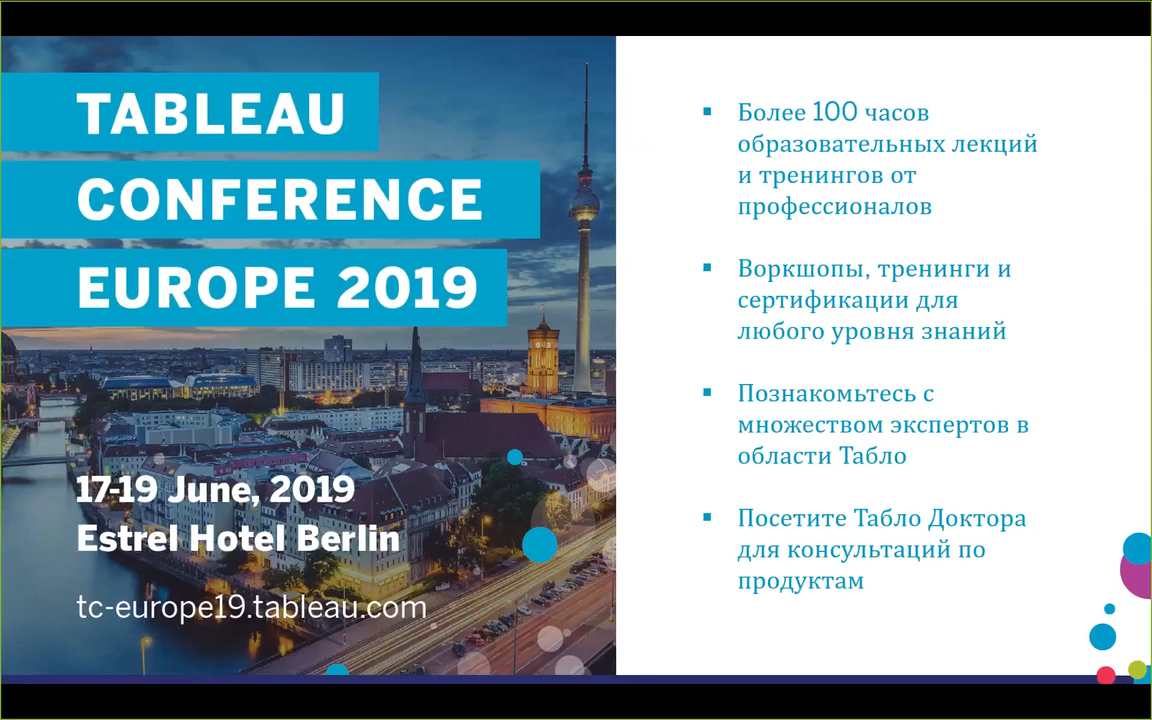 TABLEAU
CONFERENCE
EUROPE 2019
17-19 June, 2019
Estrel Hotel Berlin
tc-europe19.tableau.com
▪ Более 100 часов
образовательных лекций
и тренингов от
профессионалов
▪ Воркшопы, тренинги и
сертификации для
любого уровня знаний
▪ Познакомьтесь с
множеством экспертов в
области Табло
▪ Посетите Табло Доктора
для консультаций по
продуктам